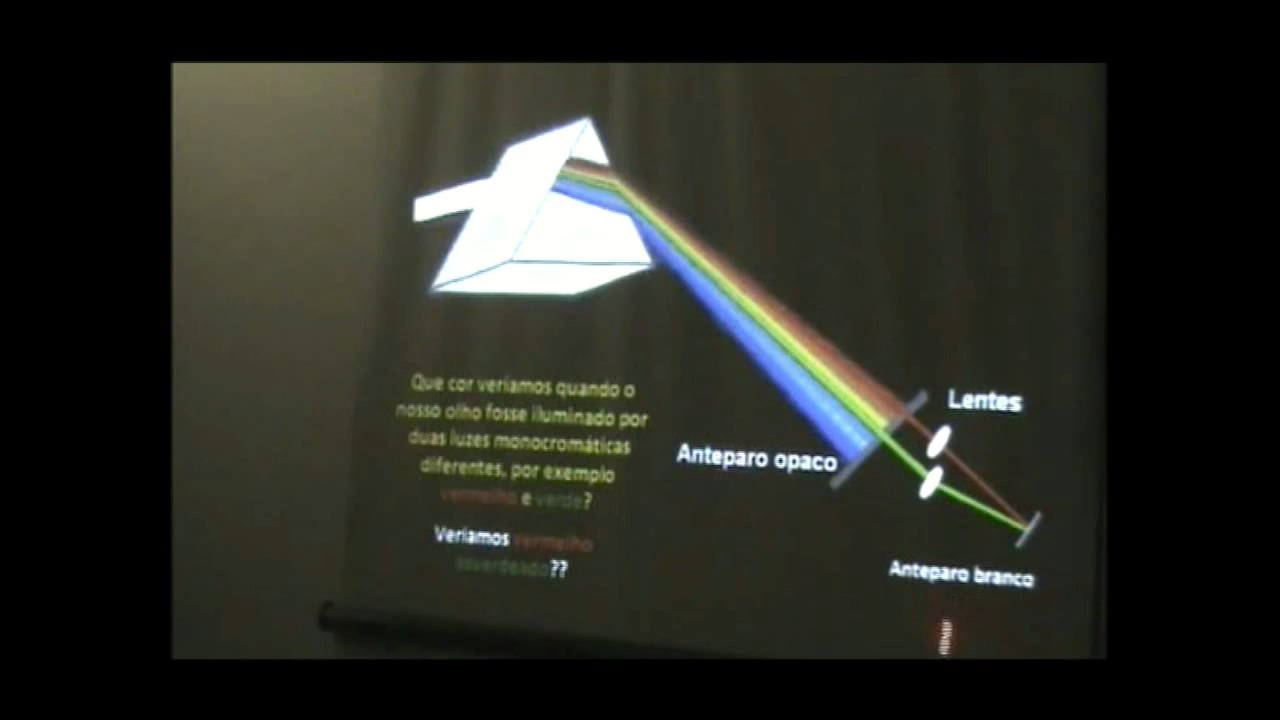 Que cor veríamos quando o
nosso olho fosse iluminado por
duas luzes monocromáticas
diferentes, por exemplo
vermelho e verde?
Veríamos vermelho
esverdeado??
Anteparo opaco
Lentes
Anteparo branco